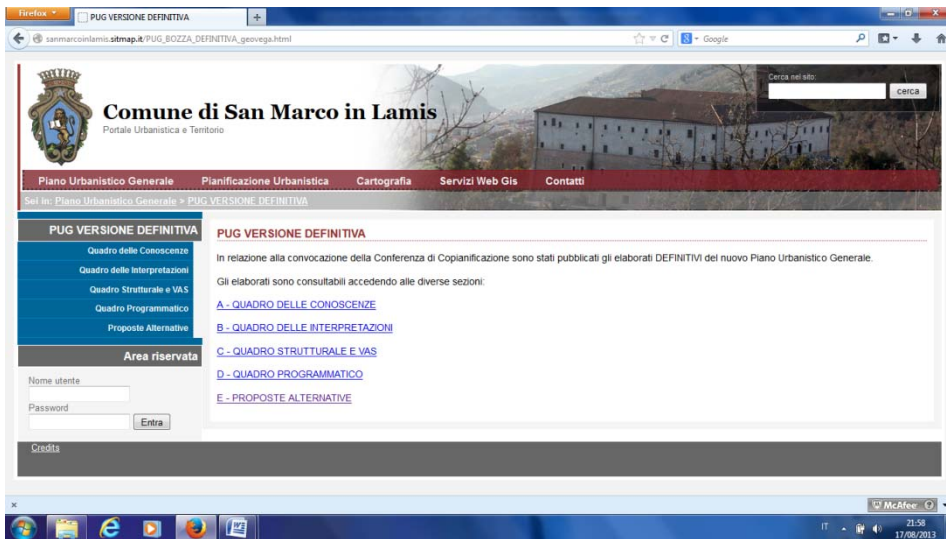 Firefox
PUG VERSIONE DEFINITIVA
+
sanmarcoinlamis.sitmap.it/PUG_BOZZA_DEFINITIVA_geovega.html
Google
Comune di San Marco in Lamis
Portale Urbanistica e Territorio
Cerca nel sito:
cerca
Piano Urbanistico Generale Pianificazione Urbanistica Cartografia Servizi Web Gis Contatti
Sei in: Piano Urbanistico Generale > PUG VERSIONE DEFINITIVA
PUG VERSIONE DEFINITIVA
Quadro delle Conoscenze
Quadro delle Interpretazioni
Quadro Strutturale e VAS
Quadro Programmatico
Proposte Alternative
Area riservata
Nome utente
Password
Entra
PUG VERSIONE DEFINITIVA
In relazione alla convocazione della Conferenza di Copianificazione sono stati pubblicati gli elaborati DEFINITIVI del nuovo Piano Urbanistico Generale.
Gli elaborati sono consultabili accedendo alle diverse sezioni:
A - QUADRO DELLE CONOSCENZE
B - QUADRO DELLE INTERPRETAZIONI
C - QUADRO STRUTTURALE E VAS
D - QUADRO PROGRAMMATICO
E - PROPOSTE ALTERNATIVE
Credits
McAfee
IT
21:58
17/08/2013